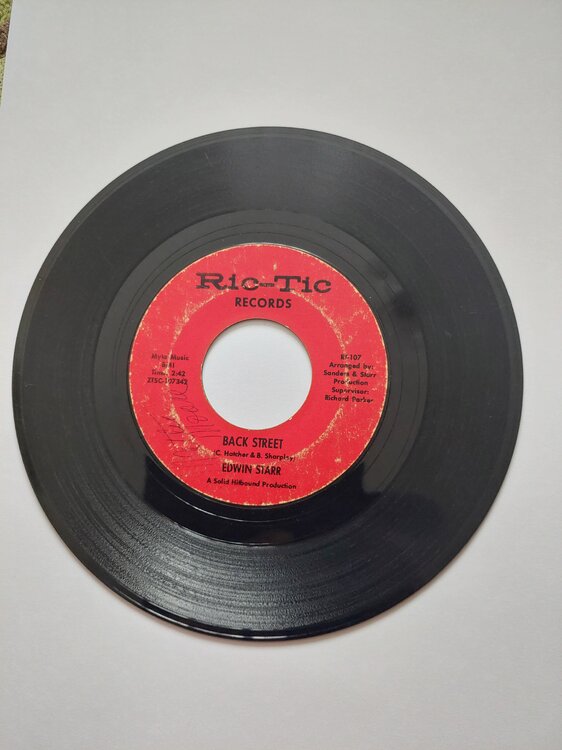 Ric-Tic
RECORDS
Myto Music
BMI
Time: 2:42
ZTSC-107342
RT-107
Arranged by:
Sanders & Starr
Production
Supervisor:
Richard Parker
BACK STREET
(C. Hatcher & B. Sharpley)
EDWIN STARR
A Solid Hitbound Production